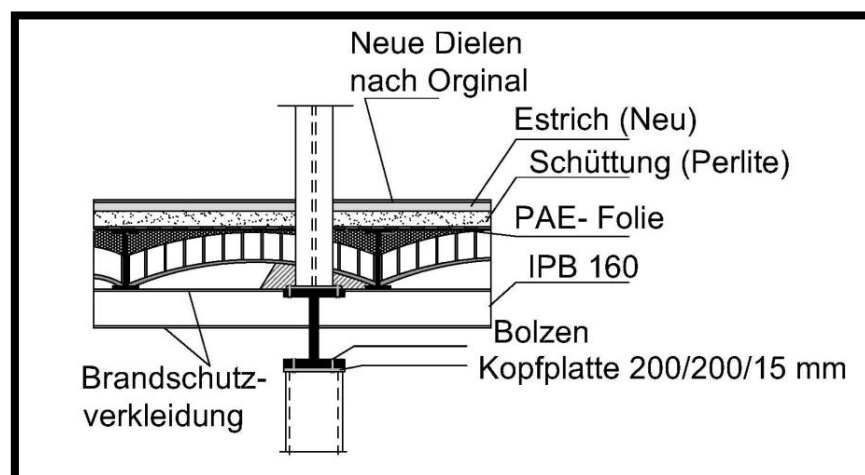 Neue Dielen
nach Orginal
Estrich (Neu)
Schüttung (Perlite)
PAE- Folie
IPB 160
Bolzen
Kopfplatte 200/200/15 mm
Brandschutz-
verkleidung